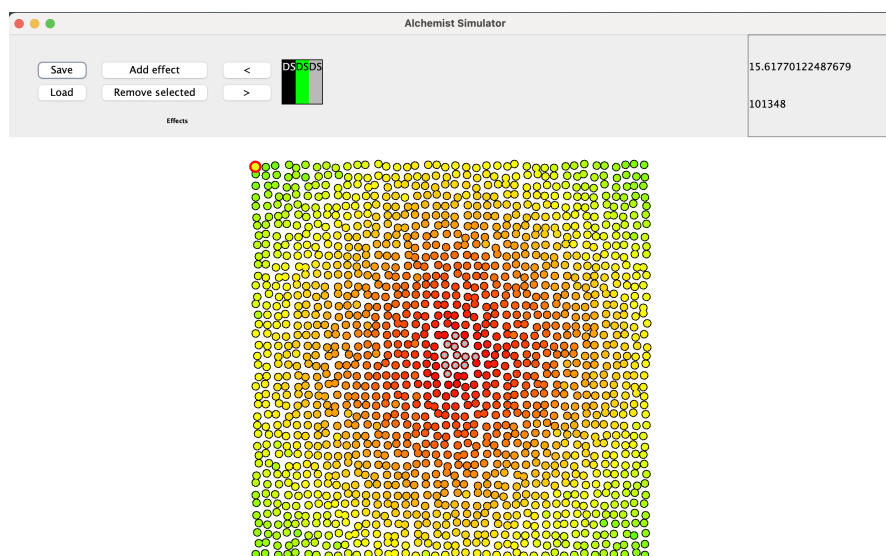 Alchemist Simulator
Save
Add effect
<
DSDSDS
15.61770122487679
Load
Remove selected
>
101348
Effects